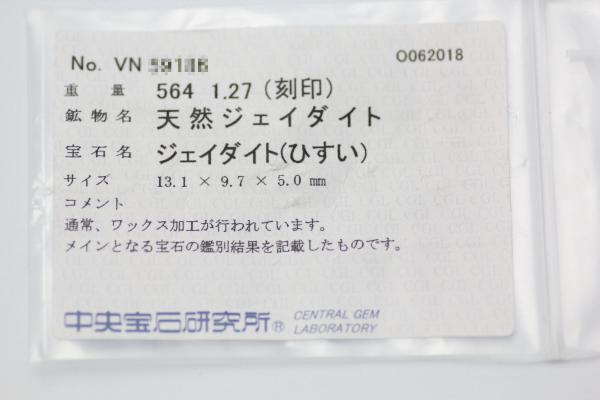 No. VN
O062018
重量 564 1.27 (刻印)
鉱物名 天然ジェイダイト
宝石名 ジェイダイト(ひすい)
サイズ 13.1 × 9.7 × 5.0 mm
コメント
通常、ワックス加工が行われています。
メインとなる宝石の鑑別結果を記載したものです。
中央宝石研究所® CENTRAL GEM LABORATORY